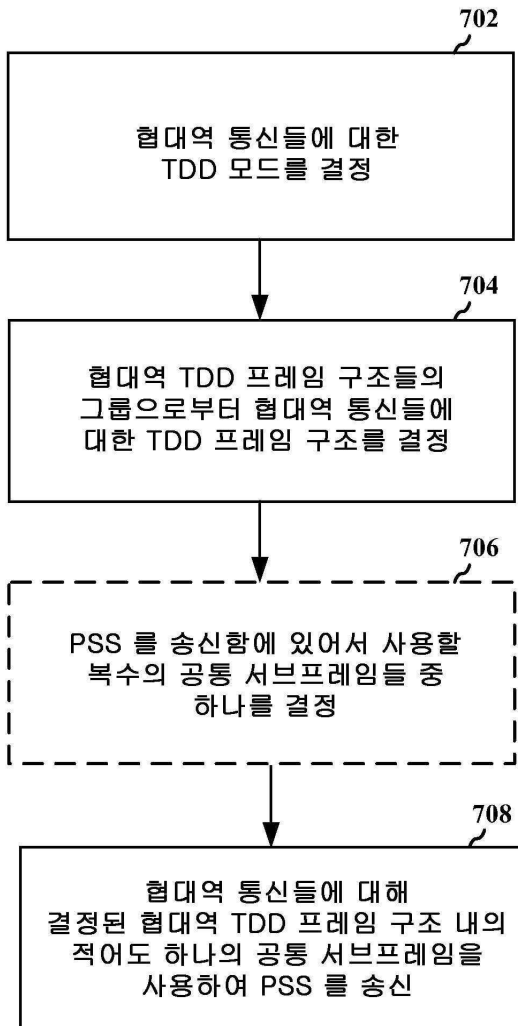 702
협대역 통신들에 대한
TDD 모드를 결정
704
협대역 TDD 프레임 구조들의
그룹으로부터 협대역 통신들에
대한 TDD 프레임 구조를 결정
706
PSS 를 송신함에 있어서 사용할
복수의 공통 서브프레임들 중
하나를 결정
708
협대역 통신들에 대해
결정된 협대역 TDD 프레임 구조 내의
적어도 하나의 공통 서브프레임을
사용하여 PSS 를 송신